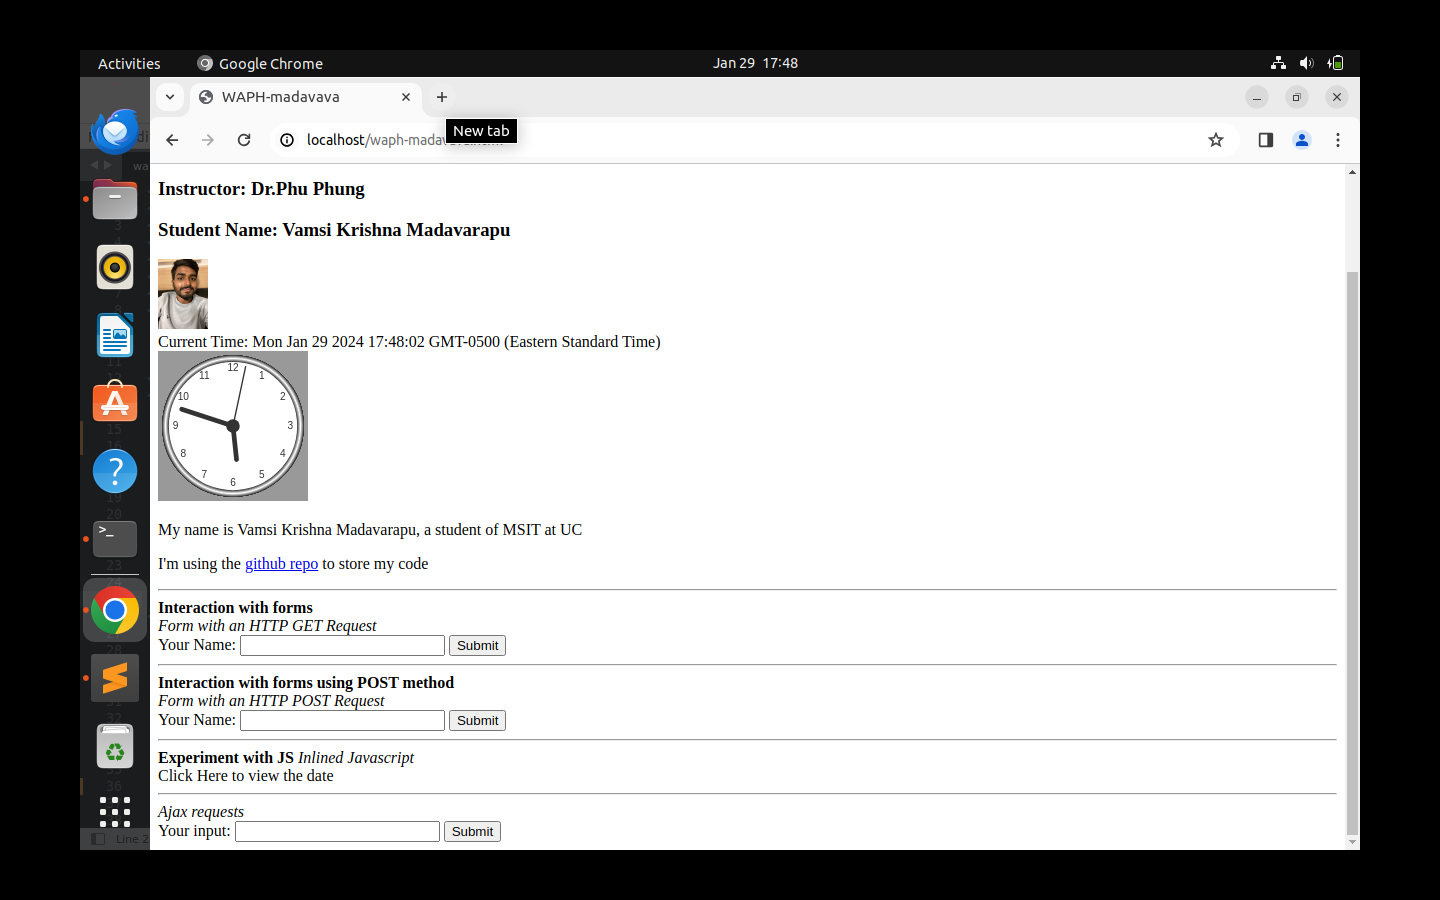 Activities Google Chrome Jan 29 17:48
WAPH-madavava
New tab
localhost/waph-madav
Instructor: Dr.Phu Phung
Student Name: Vamsi Krishna Madavarapu
Current Time: Mon Jan 29 2024 17:48:02 GMT-0500 (Eastern Standard Time)
12
11 1
10 2
9 3
8 4
7 5
6
My name is Vamsi Krishna Madavarapu, a student of MSIT at UC
I'm using the github repo to store my code
Interaction with forms
Form with an HTTP GET Request
Your Name: Submit
Interaction with forms using POST method
Form with an HTTP POST Request
Your Name: Submit
Experiment with JS Inlined Javascript
Click Here to view the date
Ajax requests
Your input: Submit